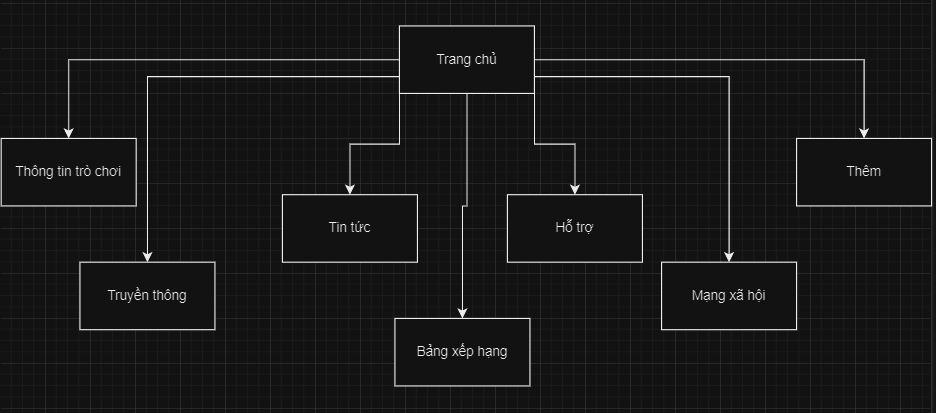 Trang chủ
Thông tin trò chơi
Thêm
Tin tức
Hỗ trợ
Truyền thông
Mạng xã hội
Bảng xếp hạng